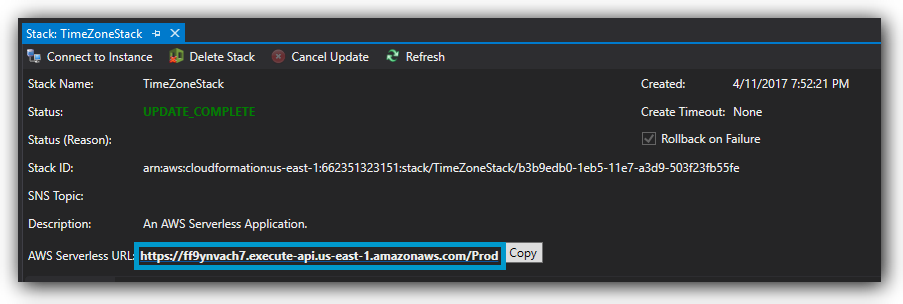 Stack: TimeZoneStack
Connect to Instance Delete Stack Cancel Update Refresh
Stack Name: TimeZoneStack Created: 4/11/2017 7:52:21 PM
Status: UPDATE_COMPLETE Create Timeout: None
Status (Reason): Rollback on Failure
Stack ID: arn:aws:cloudformation:us-east-1:662351323151:stack/TimeZoneStack/b3b9edb0-1eb5-11e7-a3d9-503f23fb55fe
SNS Topic:
Description: An AWS Serverless Application.
AWS Serverless URL: https://ff9ynvach7.execute-api.us-east-1.amazonaws.com/Prod Copy